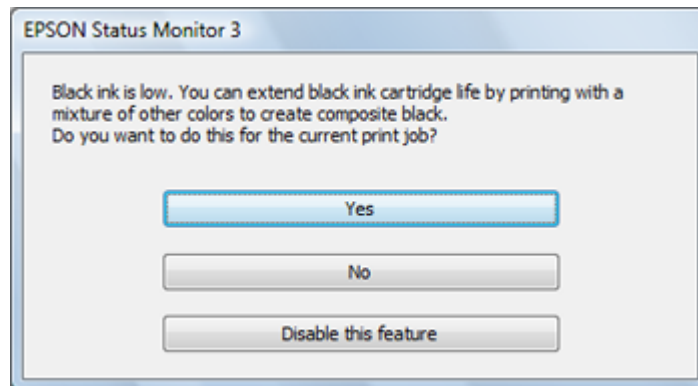 EPSON Status Monitor 3
Black ink is low. You can extend black ink cartridge life by printing with a
mixture of other colors to create composite black.
Do you want to do this for the current print job?
Yes
No
Disable this feature